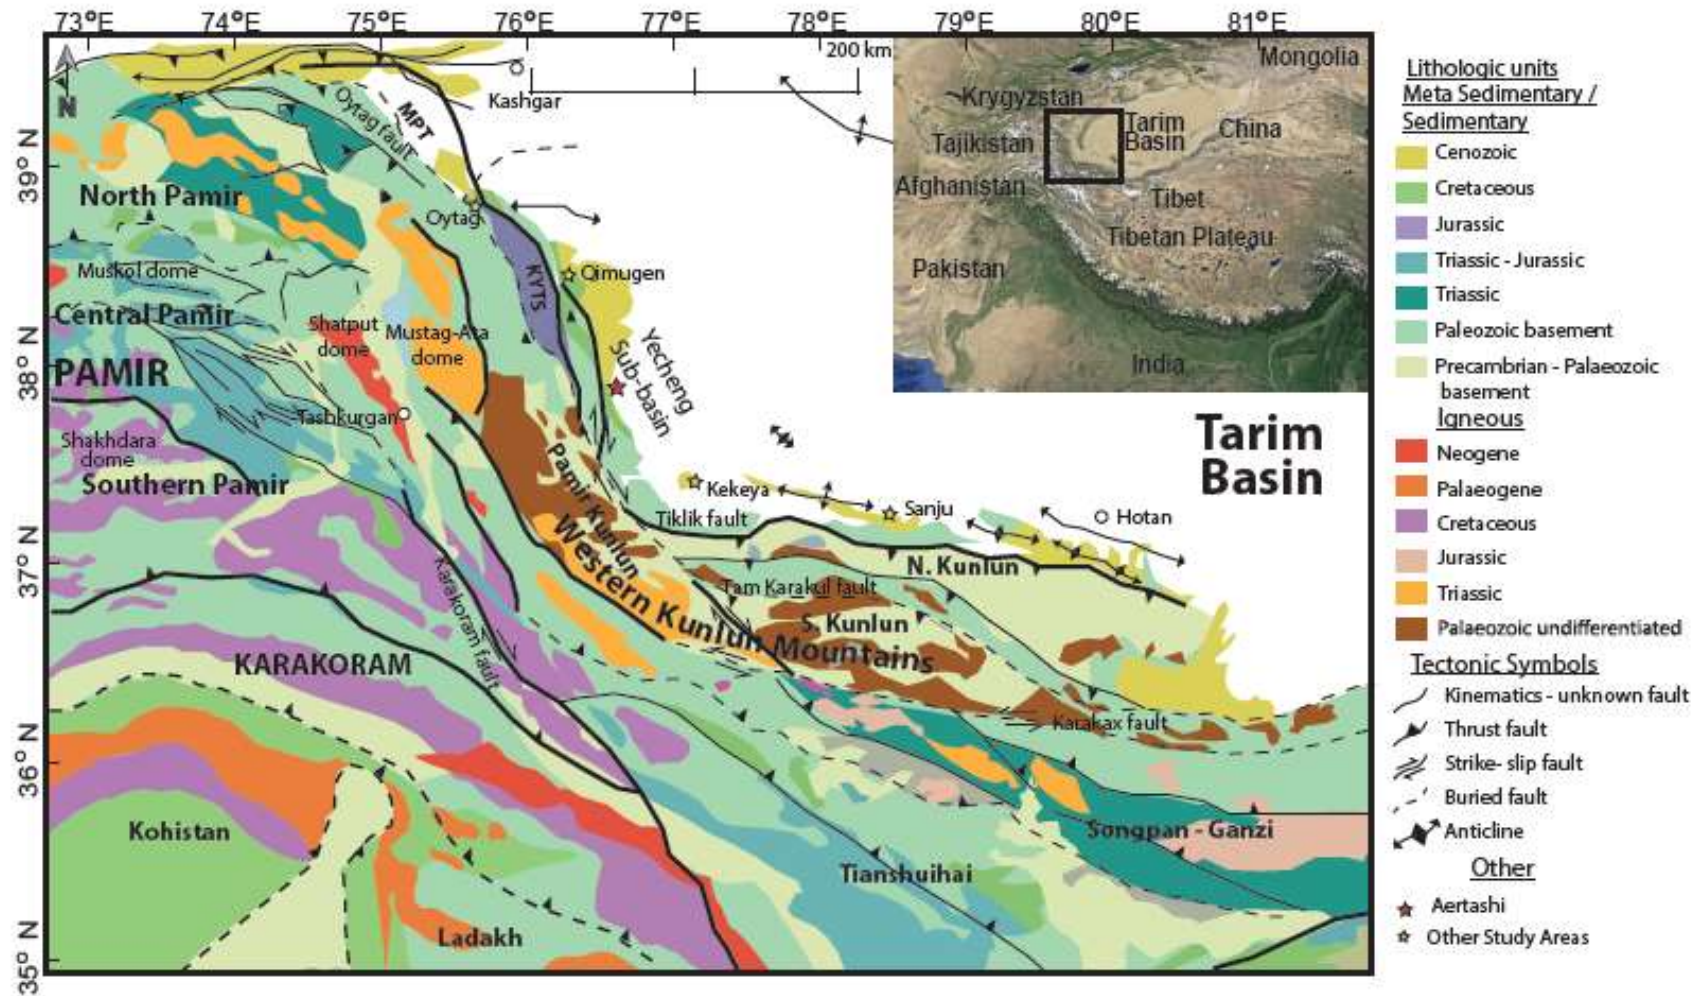 73°E 74°E 75°E 76°E 77°E 78°E 79°E 80°E 81°E
39° N
38° N
37° N
36° N
35° N
N
200 km
Kashgar
MPT
Oytag fault
North Pamir
Oytag
KYTS
Qimugen
Muskol dome
Central Pamir
Shatput
dome
Mustag-Ata
dome
Yecheng
Sub-basin
PAMIR
Tashkurgan
Shakhdara
dome
Southern Pamir
Pamir Kunlun
Kekeya
Sanju
Hotan
Tiklik fault
Tarim
Basin
Western Kunlun Mountains
N. Kunlun
Tam Karakul fault
S. Kunlun
Karakoram fault
KARAKORAM
Karakax fault
Kohistan
Songpan - Ganzi
Tianshuihai
Ladakh
Mongolia
Krygyzstan
Tarim
Basin
China
Tajikistan
Afghanistan
Tibet
Tibetan Plateau
Pakistan
India
Lithologic units
Meta Sedimentary /
Sedimentary
Cenozoic
Cretaceous
Jurassic
Triassic - Jurassic
Triassic
Paleozoic basement
Precambrian - Palaeozoic
basement
Igneous
Neogene
Palaeogene
Cretaceous
Jurassic
Triassic
Palaeozoic undifferentiated
Tectonic Symbols
Kinematics - unknown fault
Thrust fault
Strike- slip fault
Buried fault
Anticline
Other
Aertashi
Other Study Areas